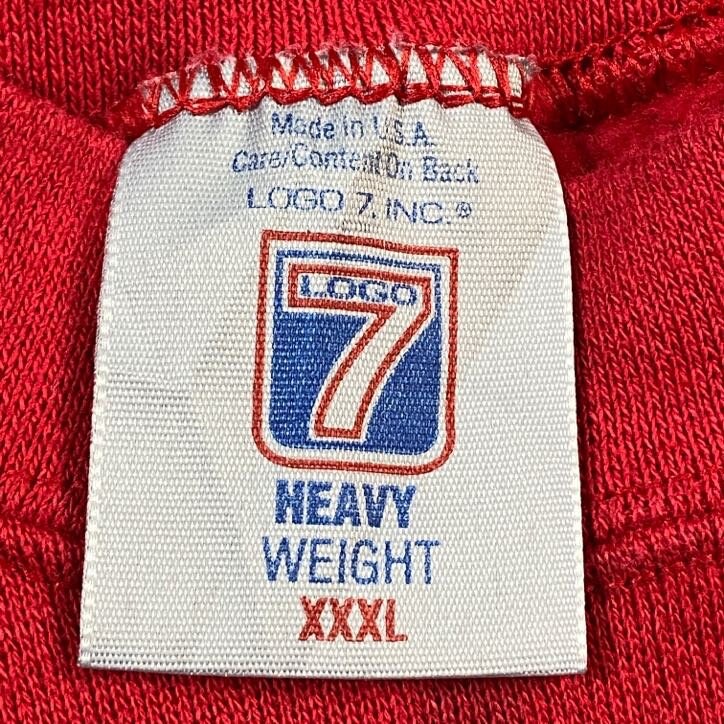 Made in U.S.A.
Care/Content On Back
LOGO 7, INC.®
LOGO
7
HEAVY
WEIGHT
XXXL